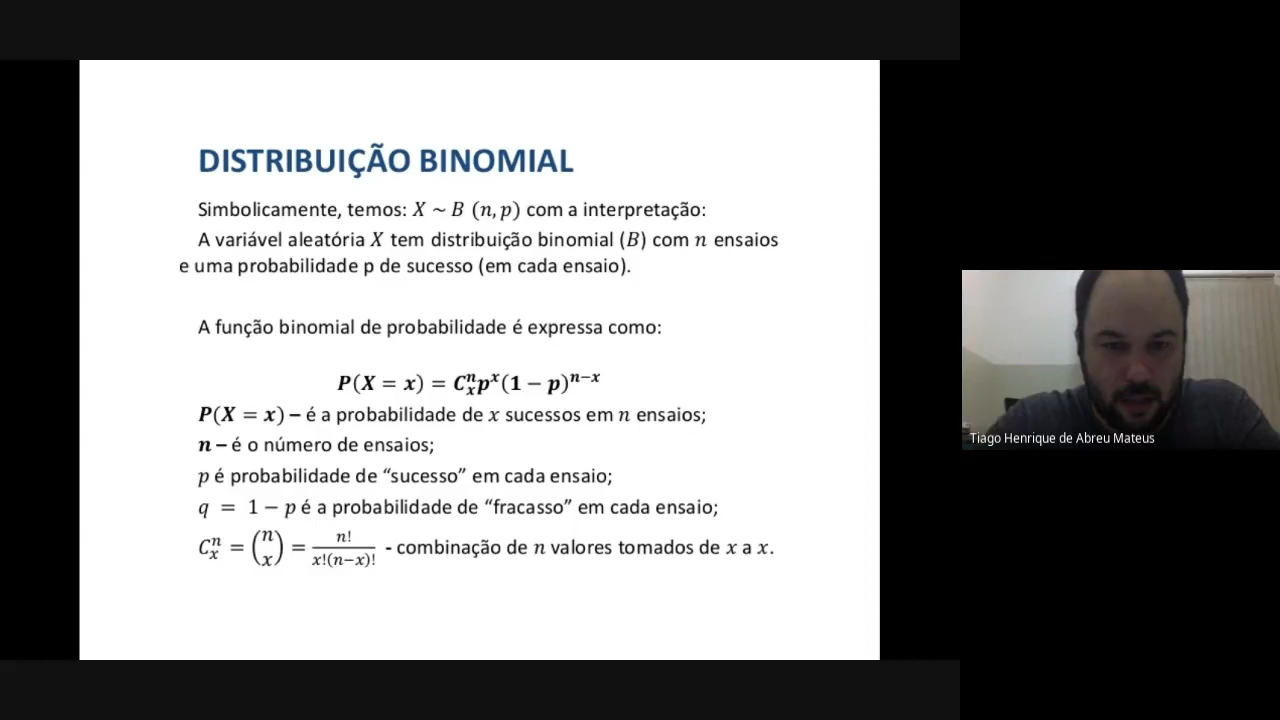 DISTRIBUIÇÃO BINOMIAL
Simbolicamente, temos: X ~ B (n, p) com a interpretação:
A variável aleatória X tem distribuição binomial (B) com n ensaios
e uma probabilidade p de sucesso (em cada ensaio).
A função binomial de probabilidade é expressa como:
P(X = x) = Cₓⁿpˣ(1 − p)ⁿ⁻ˣ
P(X = x) – é a probabilidade de x sucessos em n ensaios;
n – é o número de ensaios;
p é probabilidade de “sucesso” em cada ensaio;
q = 1 − p é a probabilidade de “fracasso” em cada ensaio;
Cₓⁿ = (n x) = n!/x!(n−x)! - combinação de n valores tomados de x a x.
Tiago Henrique de Abreu Mateus